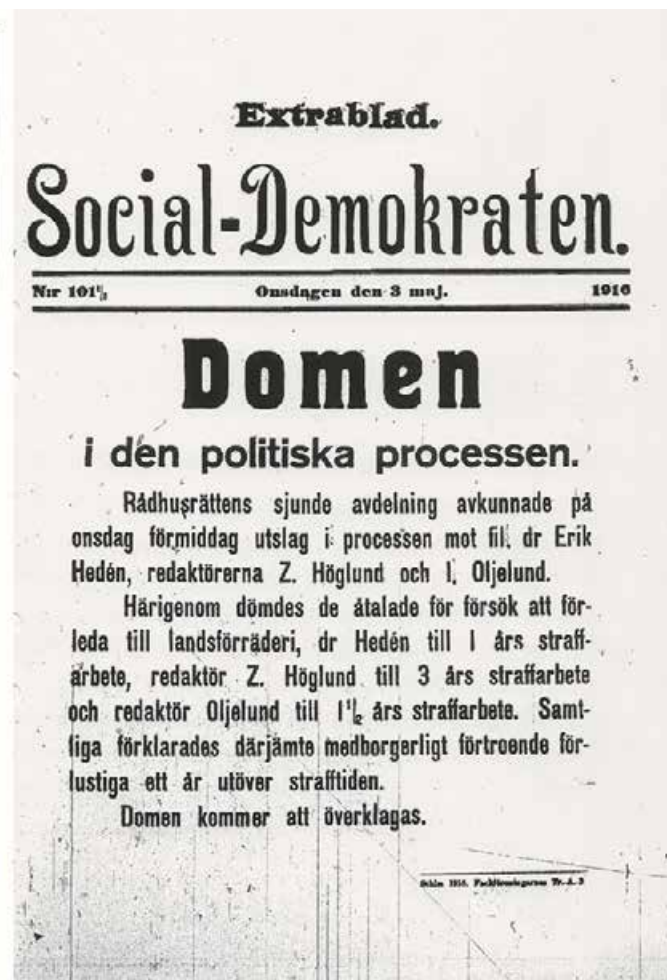 Extrablad.
Social-Demokraten.
N:r 101½ Onsdagen den 3 maj. 1916
Domen
i den politiska processen.
Rådhusrättens sjunde avdelning avkunnade på
onsdag förmiddag utslag i processen mot fil. dr Erik
Hedén, redaktörerna Z. Höglund och I. Oljelund.
Härigenom dömdes de åtalade för försök att för-
leda till landsförräderi, dr Hedén till 1 års straff-
arbete, redaktör Z. Höglund till 3 års straffarbete
och redaktör Oljelund till 1½ års straffarbete. Samt-
liga förklarades därjämte medborgerligt förtroende för-
lustiga ett år utöver strafftiden.
Domen kommer att överklagas.
Sthlm 1916. Fackföreningarnas Tr.-A.-B